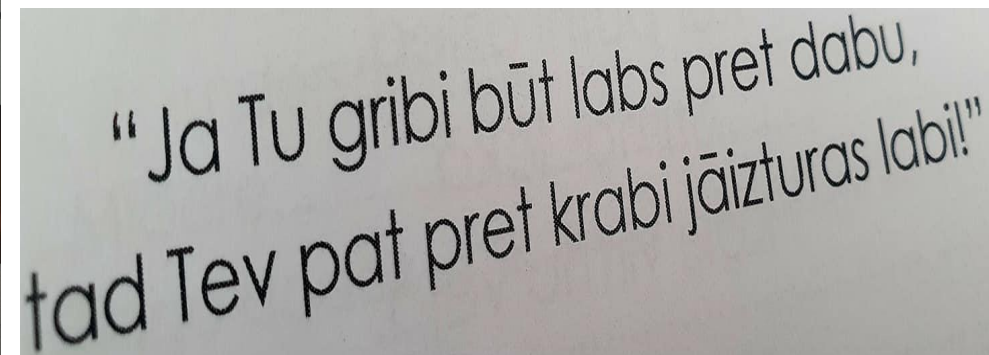 “Ja Tu gribi būt labs pret dabu,
tad Tev pat pret krabi jāizturas labi!”